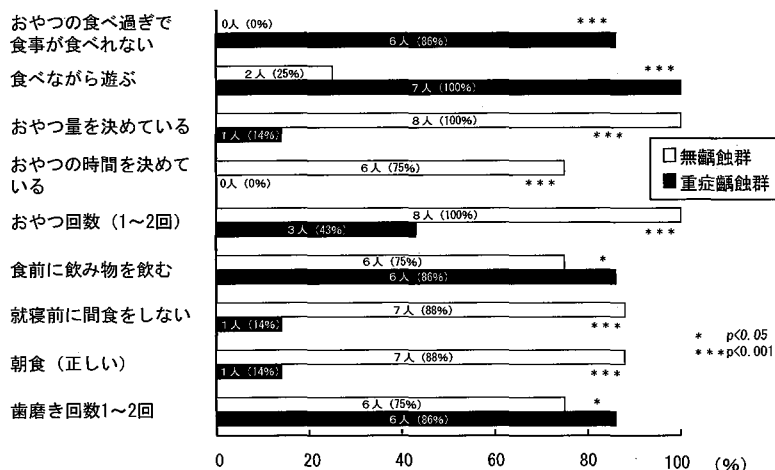 おやつの食べ過ぎで
食事が食べれない
0人(0%)
***
6人(86%)
食べながら遊ぶ
2人(25%)
***
7人(100%)
おやつ量を決めている
8人(100%)
1人(14%)
***
おやつの時間を決めて
いる
6人(75%)
0人(0%)
***
おやつ回数(1〜2回)
8人(100%)
3人(43%)
***
食前に飲み物を飲む
6人(75%)
*
6人(86%)
就寝前に間食をしない
7人(88%)
1人(14%)
***
朝食(正しい)
7人(88%)
1人(14%)
***
歯磨き回数1〜2回
6人(75%)
*
6人(86%)
0 20 40 60 80 100 (%)
□無齲蝕群
■重症齲蝕群
* p<0.05
***p<0.001